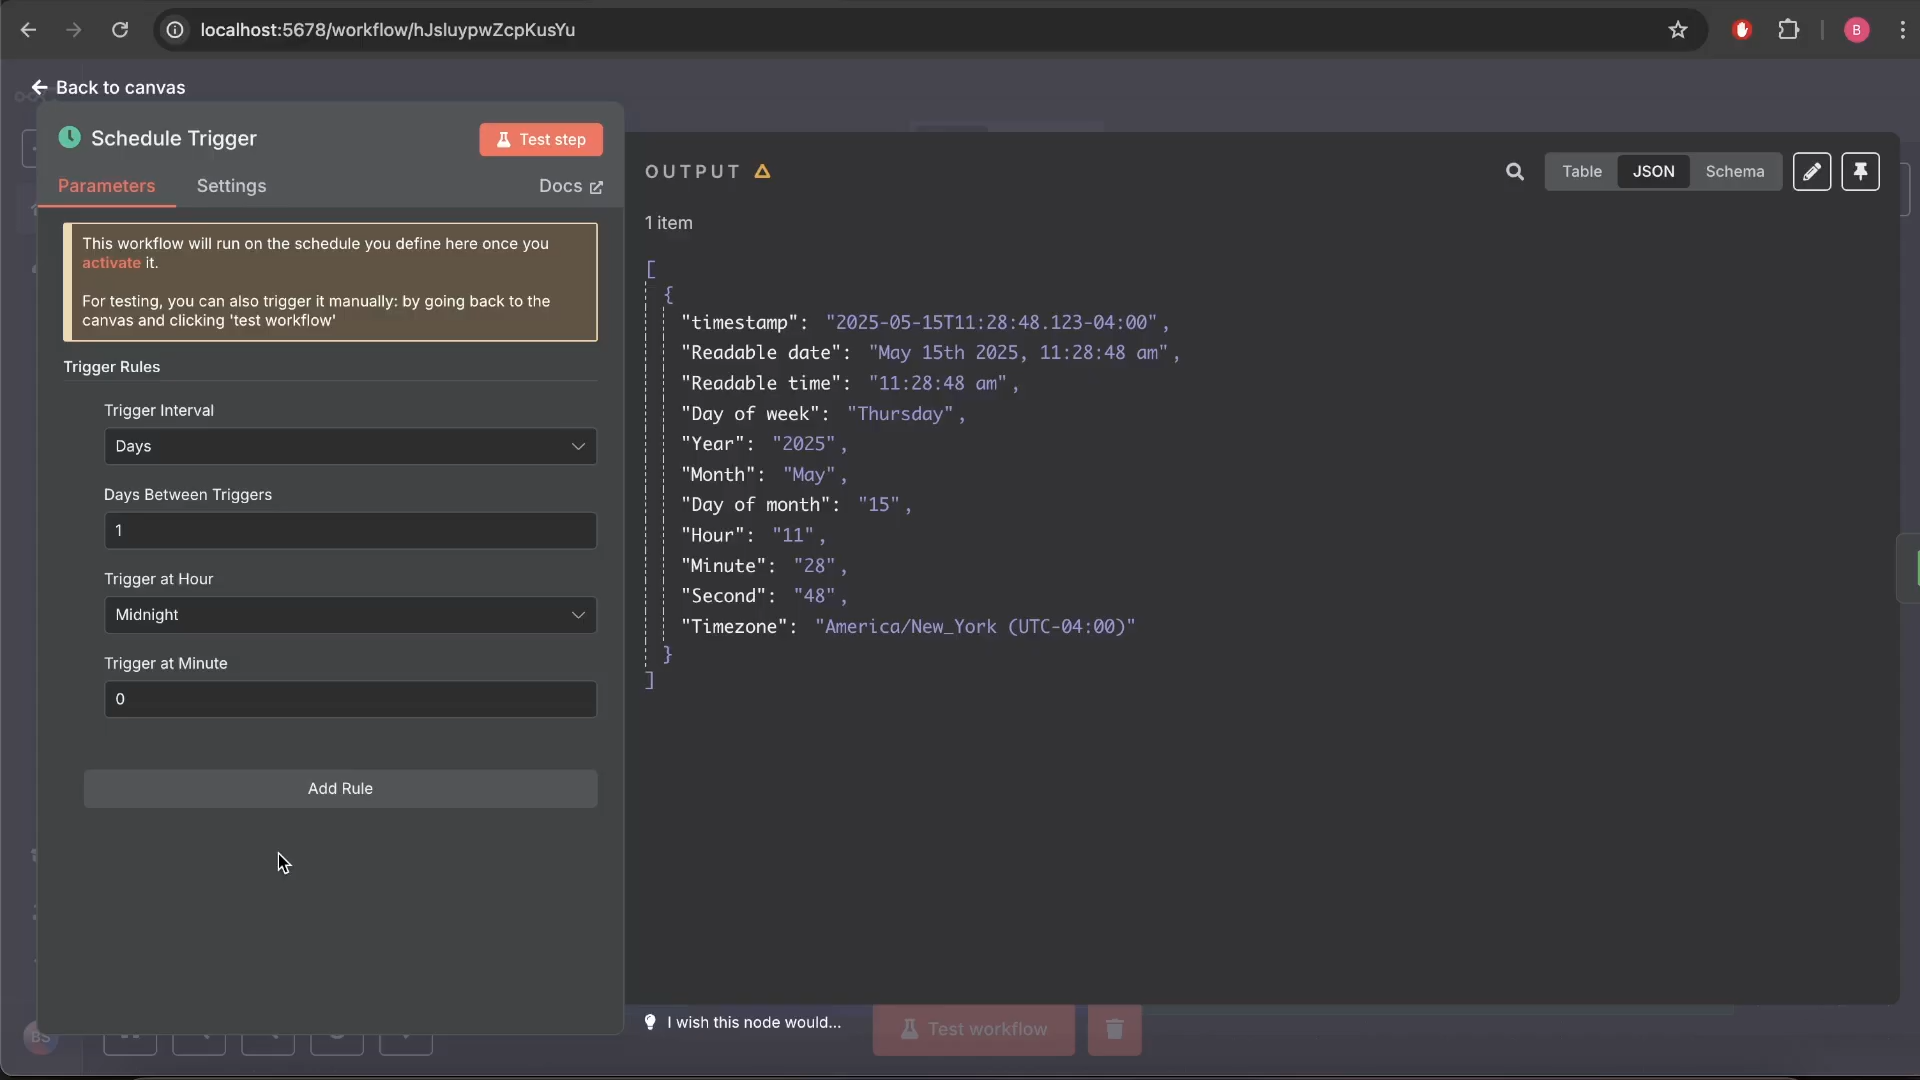 localhost:5678/workflow/hJsluypwZcpKusYu
B
Back to canvas
Schedule Trigger
Test step
Parameters
Settings
Docs
This workflow will run on the schedule you define here once you
activate it.
For testing, you can also trigger it manually: by going back to the
canvas and clicking 'test workflow'
Trigger Rules
Trigger Interval
Days
Days Between Triggers
1
Trigger at Hour
Midnight
Trigger at Minute
0
Add Rule
OUTPUT
Table
JSON
Schema
1 item
[
{
"timestamp": "2025-05-15T11:28:48.123-04:00",
"Readable date": "May 15th 2025, 11:28:48 am",
"Readable time": "11:28:48 am",
"Day of week": "Thursday",
"Year": "2025",
"Month": "May",
"Day of month": "15",
"Hour": "11",
"Minute": "28",
"Second": "48",
"Timezone": "America/New_York (UTC-04:00)"
}
]
BS
I wish this node would...
Test workflow